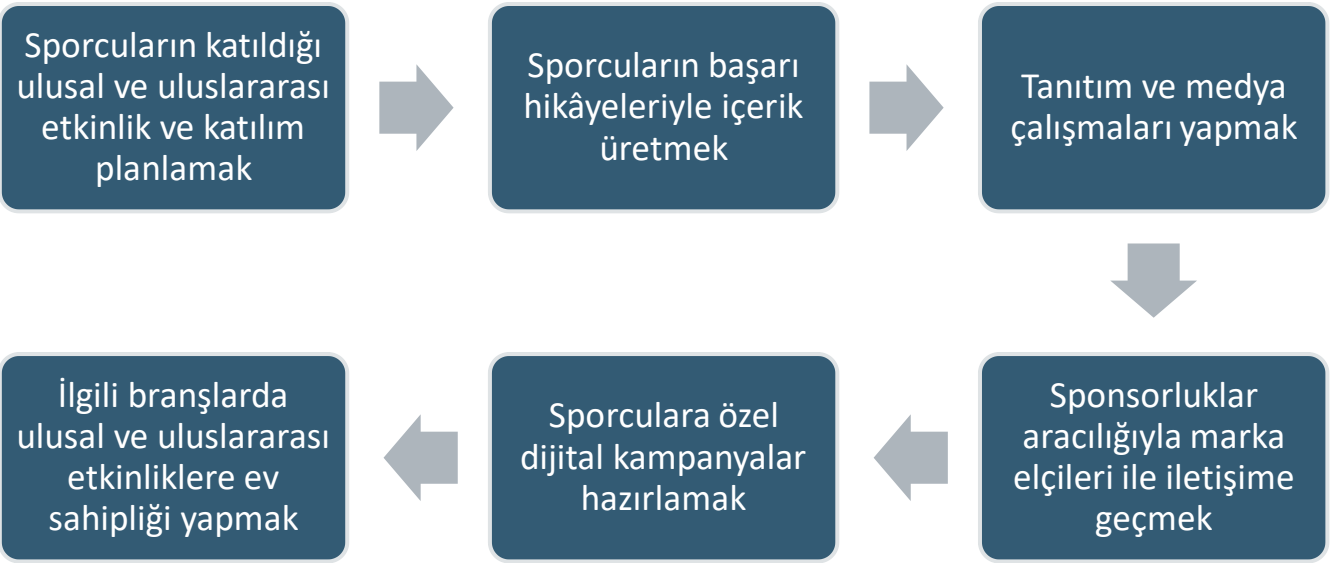 Sporcuların katıldığı
ulusal ve uluslararası
etkinlik ve katılım
planlamak
Sporcuların başarı
hikâyeleriyle içerik
üretmek
Tanıtım ve medya
çalışmaları yapmak
Sponsorluklar
aracılığıyla marka
elçileri ile iletişime
geçmek
Sporculara özel
dijital kampanyalar
hazırlamak
İlgili branşlarda
ulusal ve uluslararası
etkinliklere ev
sahipliği yapmak